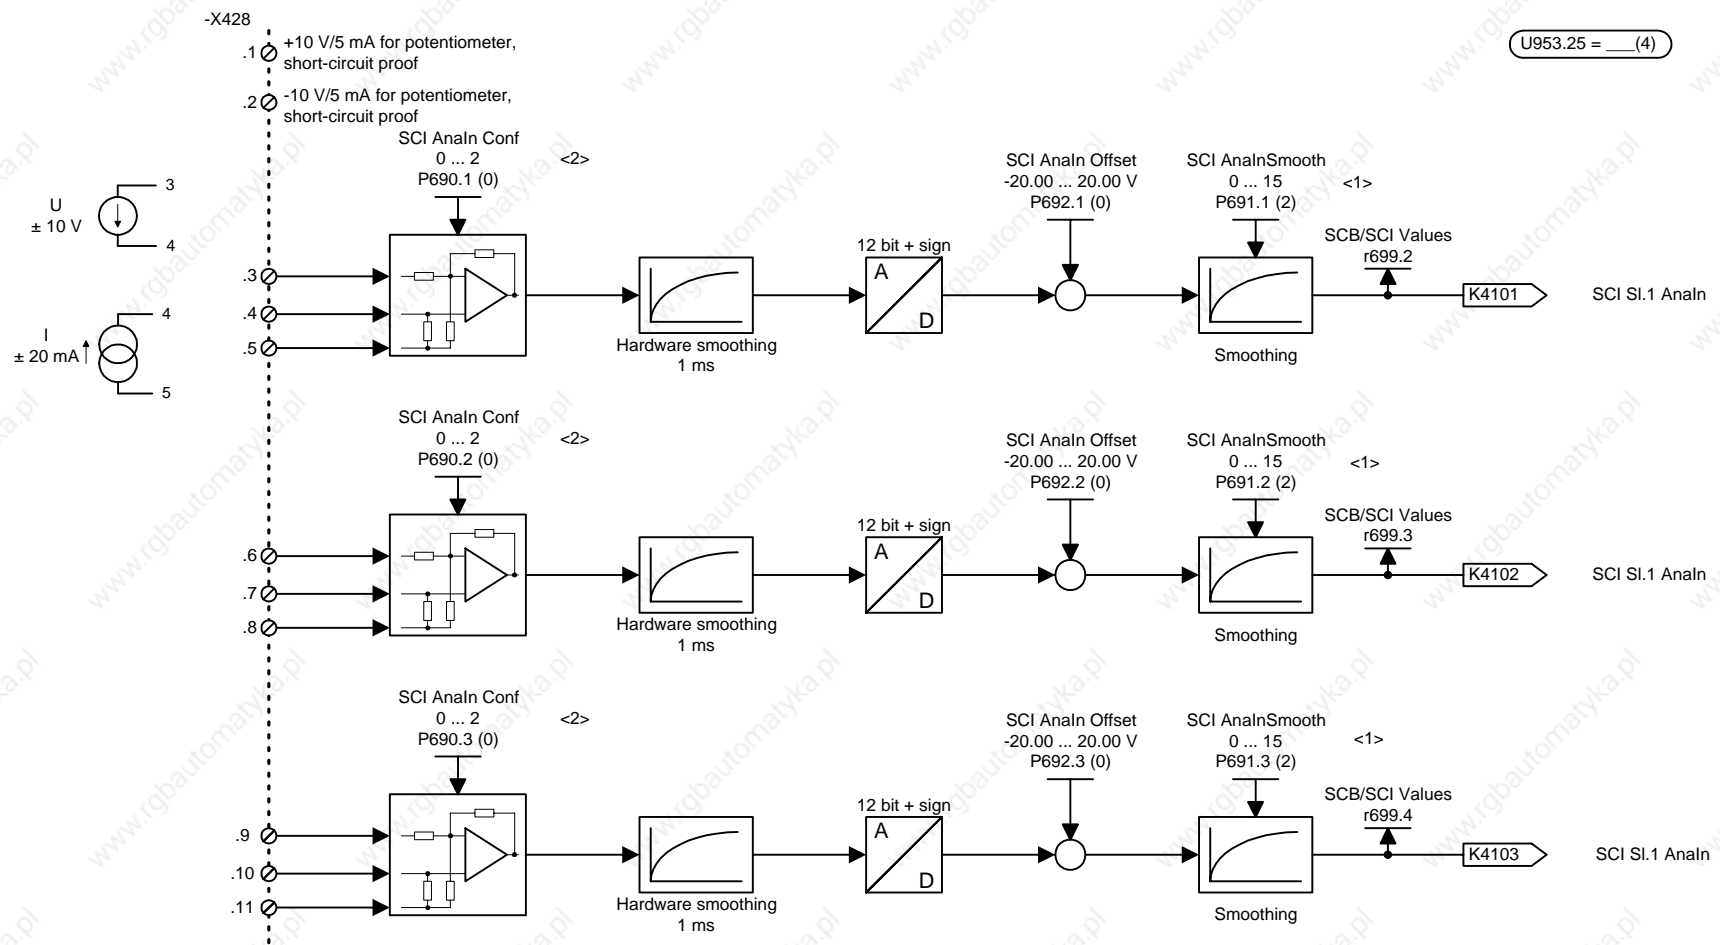 -X428
.1 +10 V/5 mA for potentiometer,
short-circuit proof
U953.25 = ___(4)
.2 -10 V/5 mA for potentiometer,
short-circuit proof
SCI AnaIn Conf
0 ... 2 <2>
P690.1 (0)
SCI AnaIn Offset
-20.00 ... 20.00 V
P692.1 (0)
SCI AnaInSmooth
0 ... 15 <1>
P691.1 (2)
U
± 10 V
3
4
SCB/SCI Values
r699.2
12 bit + sign
A
D
.3
.4
.5
K4101
SCI Sl.1 AnaIn
I
± 20 mA
4
5
Hardware smoothing
1 ms
Smoothing
SCI AnaIn Conf
0 ... 2 <2>
P690.2 (0)
SCI AnaIn Offset
-20.00 ... 20.00 V
P692.2 (0)
SCI AnaInSmooth
0 ... 15 <1>
P691.2 (2)
SCB/SCI Values
r699.3
12 bit + sign
A
D
.6
.7
.8
K4102
SCI Sl.1 AnaIn
Hardware smoothing
1 ms
Smoothing
SCI AnaIn Conf
0 ... 2 <2>
P690.3 (0)
SCI AnaIn Offset
-20.00 ... 20.00 V
P692.3 (0)
SCI AnaInSmooth
0 ... 15 <1>
P691.3 (2)
SCB/SCI Values
r699.4
12 bit + sign
A
D
.9
.10
.11
K4103
SCI Sl.1 AnaIn
Hardware smoothing
1 ms
Smoothing
www.rgbautomatyka.pl